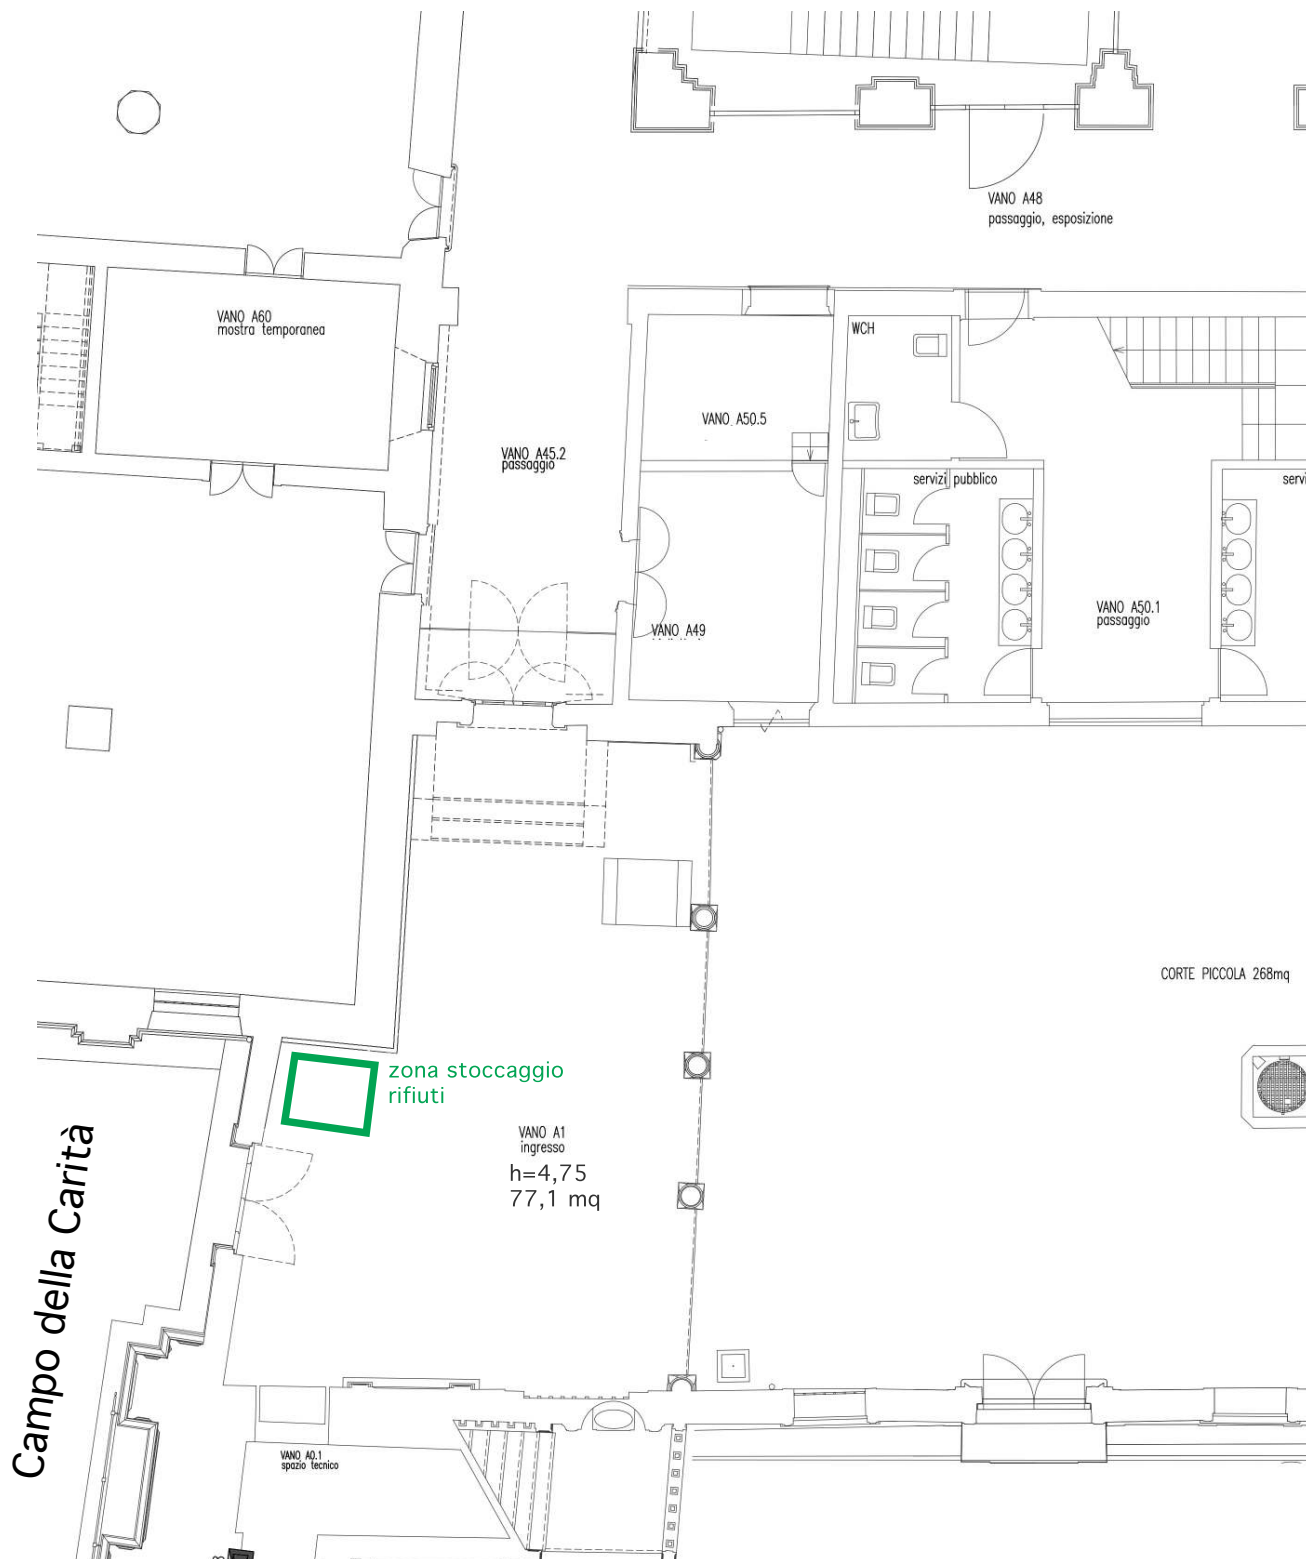 VANO A48
passaggio, esposizione
VANO A60
mostra temporanea
WCH
VANO A50.5
VANO A45.2
passaggio
servizi pubblico
servi
VANO A50.1
passaggio
VANO A49
CORTE PICCOLA 268mq
zona stoccaggio
rifiuti
VANO A1
ingresso
h=4,75
77,1 mq
Campo della Carità
VANO A0.1
spazio tecnico